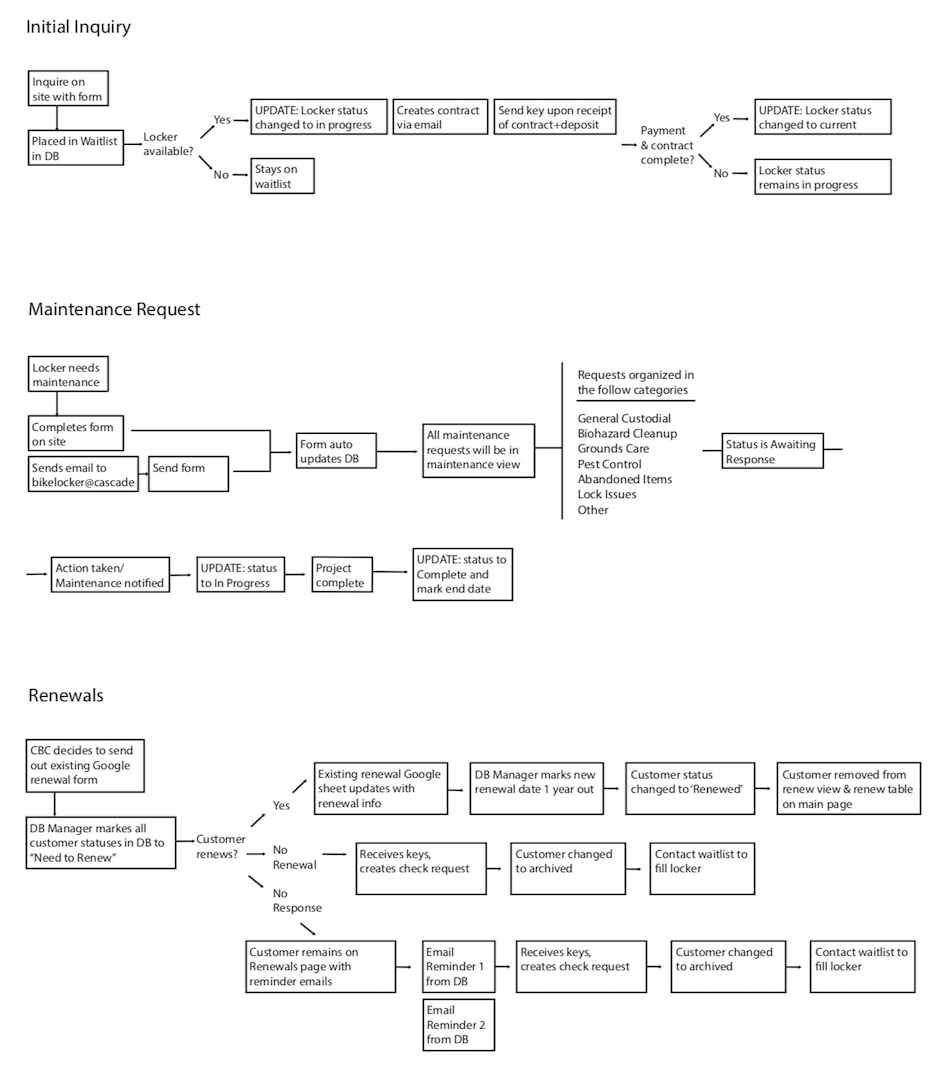 Initial Inquiry
Inquire on
site with form
Placed in Waitlist
in DB
Locker
available?
Yes
No
UPDATE: Locker status
changed to in progress
Creates contract
via email
Send key upon receipt
of contract+deposit
Stays on
waitlist
Payment
& contract
complete?
Yes
No
UPDATE: Locker status
changed to current
Locker status
remains in progress
Maintenance Request
Locker needs
maintenance
Completes form
on site
Sends email to
bikelocker@cascade
Send form
Form auto
updates DB
All maintenance
requests will be in
maintenance view
Requests organized in
the follow categories
General Custodial
Biohazard Cleanup
Grounds Care
Pest Control
Abandoned Items
Lock Issues
Other
Status is Awaiting
Response
Action taken/
Maintenance notified
UPDATE: status
to In Progress
Project
complete
UPDATE: status to
Complete and
mark end date
Renewals
CBC decides to send
out existing Google
renewal form
DB Manager markes all
customer statuses in DB to
“Need to Renew”
Customer
renews?
Yes
Existing renewal Google
sheet updates with
renewal info
DB Manager marks new
renewal date 1 year out
Customer status
changed to ‘Renewed’
Customer removed from
renew view & renew table
on main page
No
Renewal
Receives keys,
creates check request
Customer changed
to archived
Contact waitlist to
fill locker
No
Response
Customer remains on
Renewals page with
reminder emails
Email
Reminder 1
from DB
Email
Reminder 2
from DB
Receives keys,
creates check request
Customer changed
to archived
Contact waitlist to
fill locker